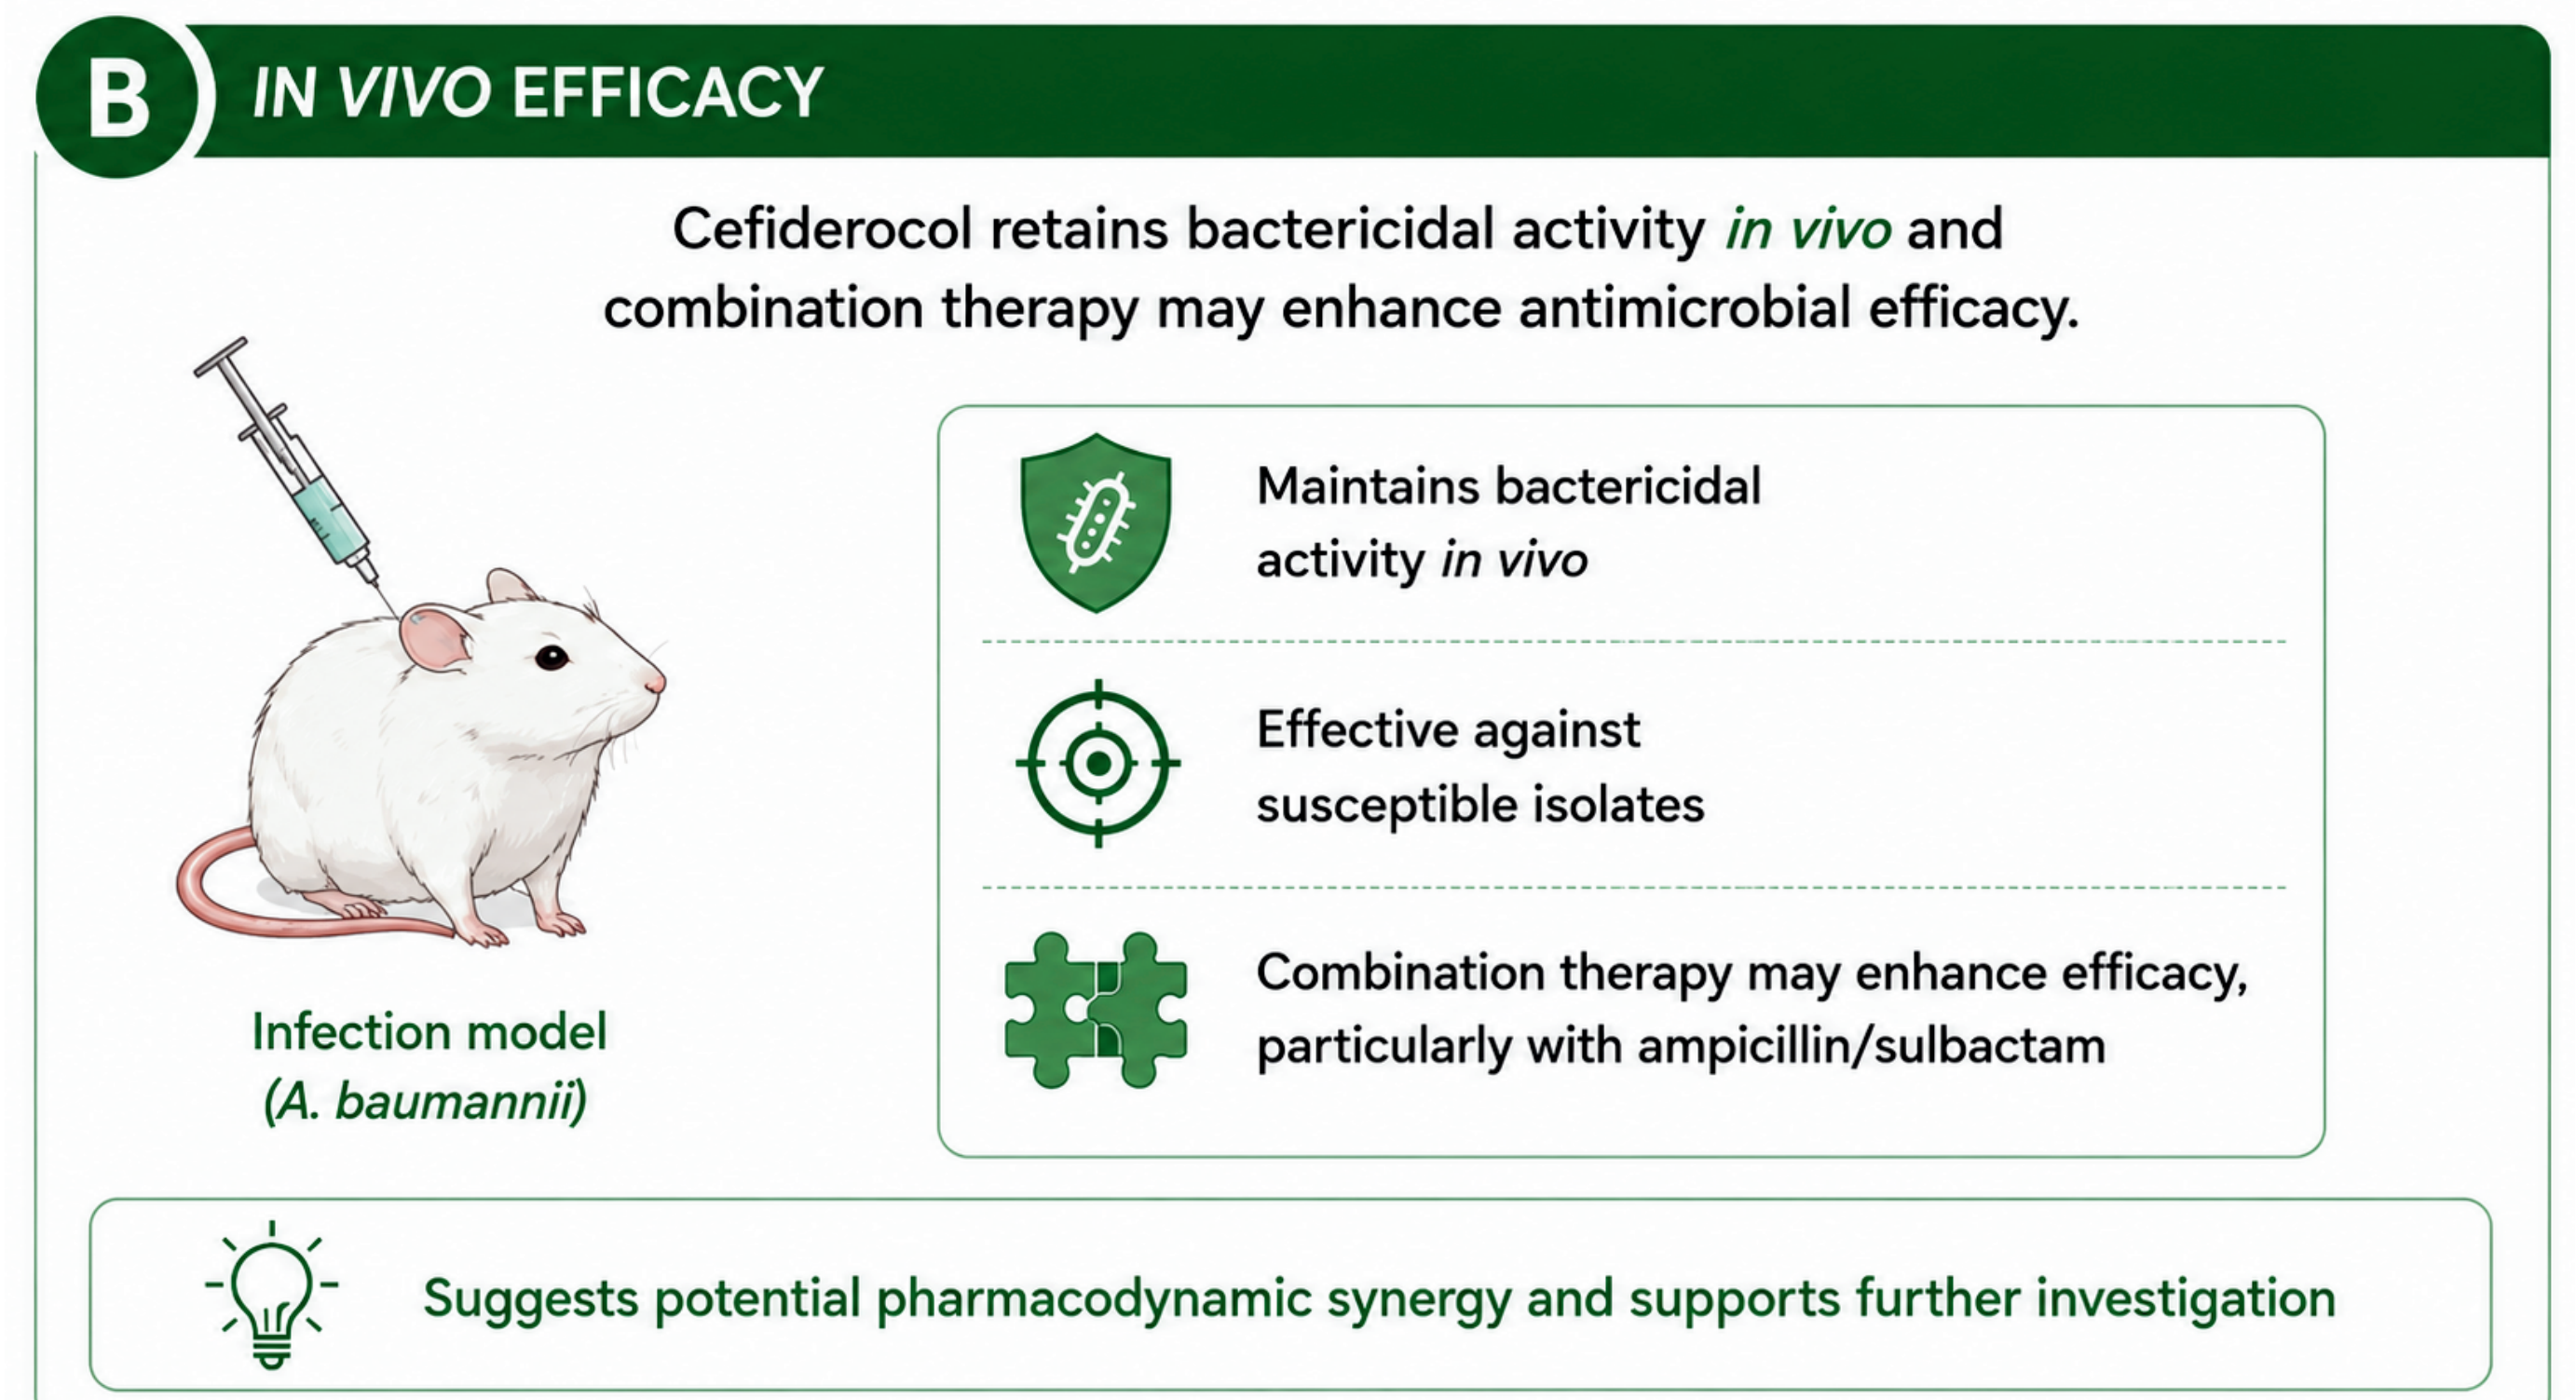 B
IN VIVO EFFICACY
Cefiderocol retains bactericidal activity in vivo and
combination therapy may enhance antimicrobial efficacy.
Infection model
(A. baumannii)
Maintains bactericidal
activity in vivo
Effective against
susceptible isolates
Combination therapy may enhance efficacy,
particularly with ampicillin/sulbactam
Suggests potential pharmacodynamic synergy and supports further investigation